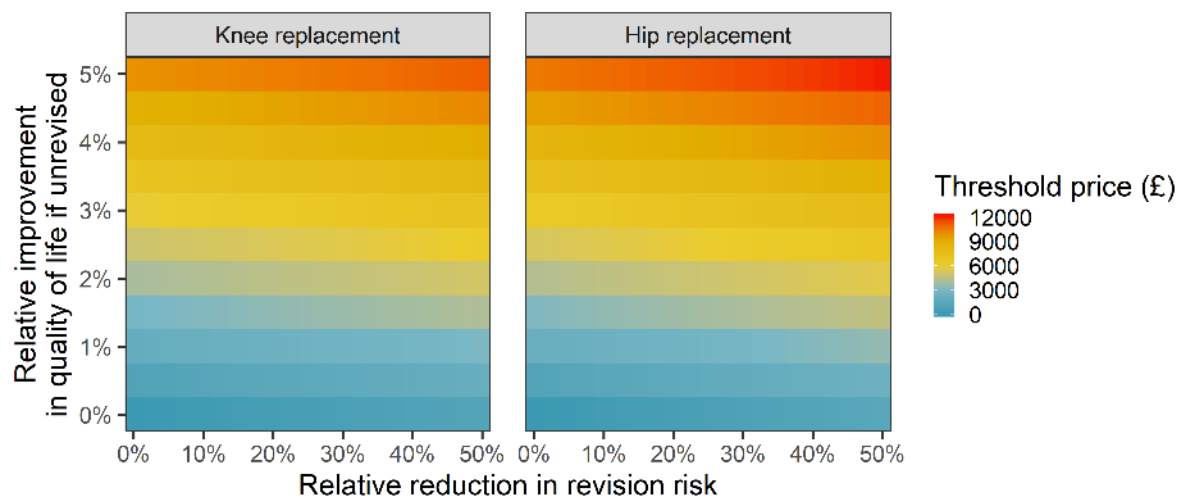 Knee replacement
Hip replacement
Relative improvement
in quality of life if unrevised
5%
4%
3%
2%
1%
0%
0% 10% 20% 30% 40% 50%
0% 10% 20% 30% 40% 50%
Relative reduction in revision risk
Threshold price (£)
12000
9000
6000
3000
0